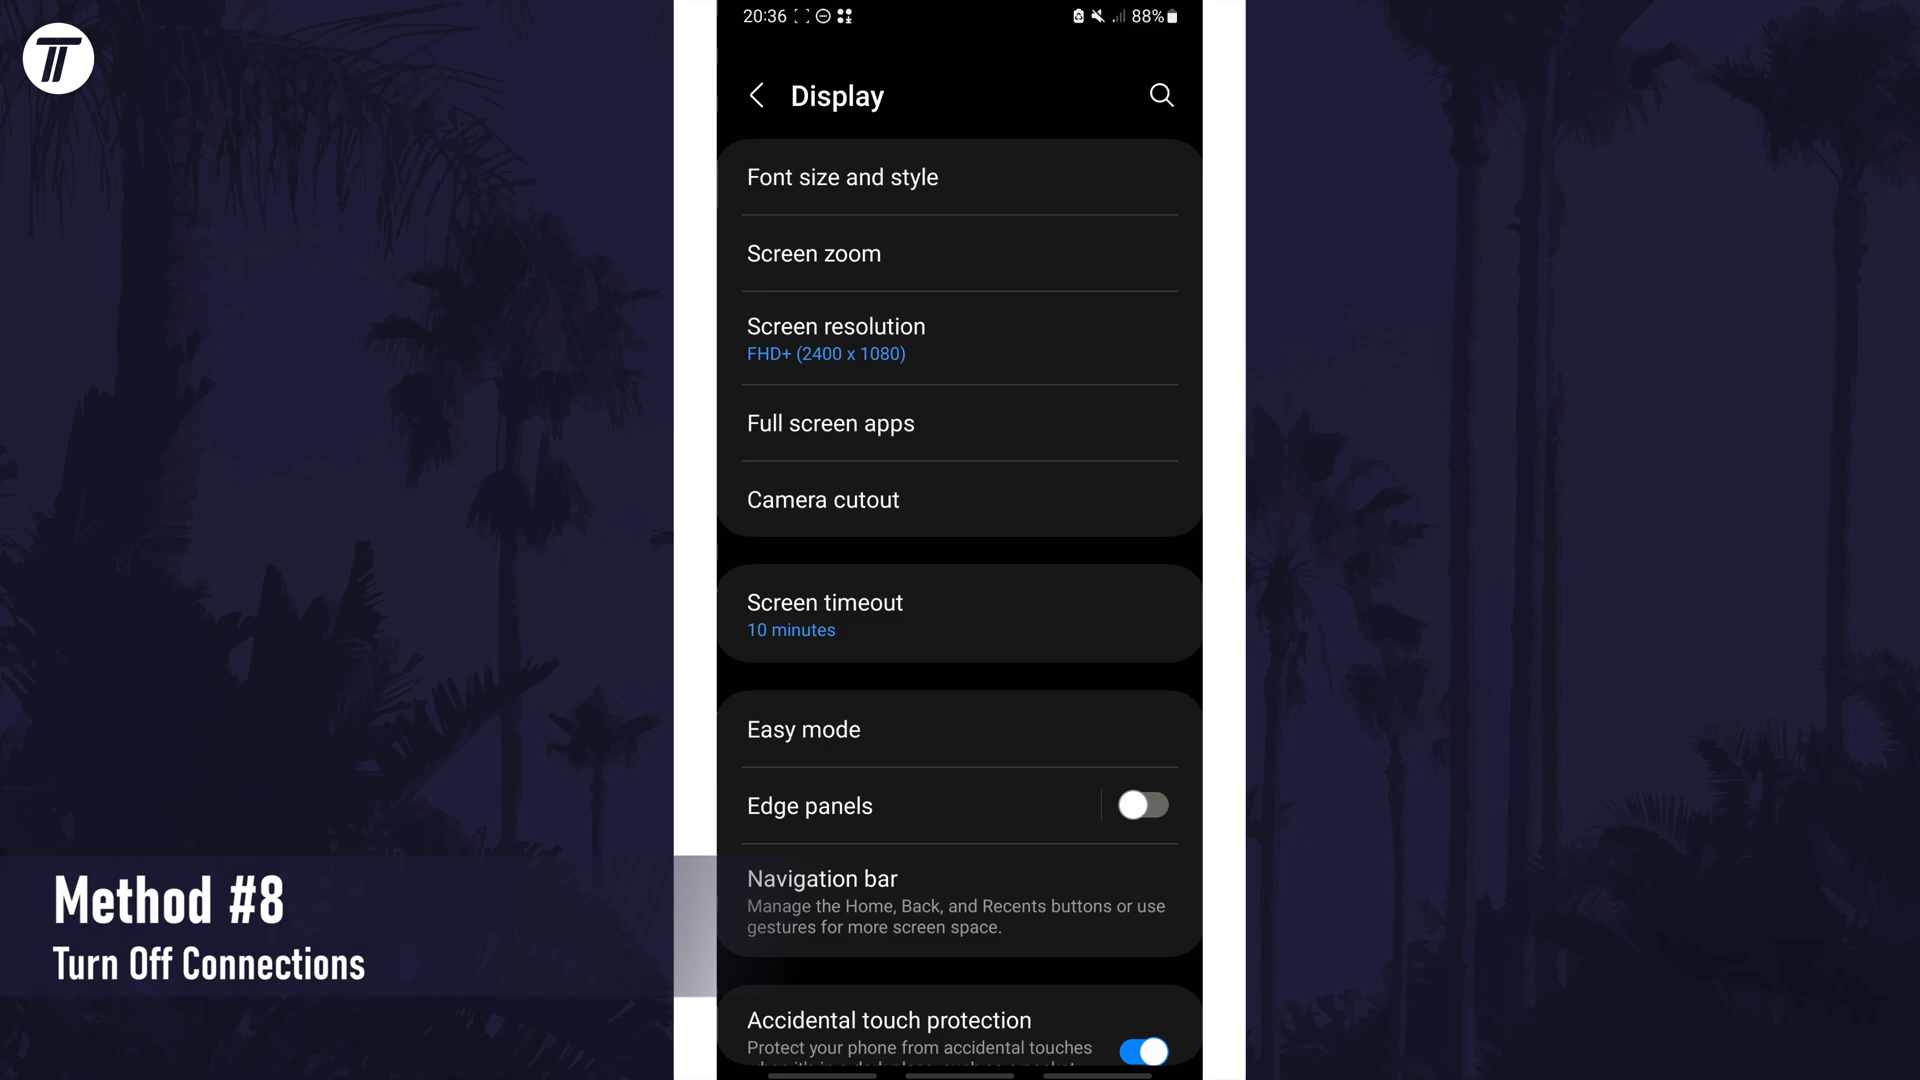 20:36
88%
Display
Font size and style
Screen zoom
Screen resolution
FHD+ (2400 x 1080)
Full screen apps
Camera cutout
Screen timeout
10 minutes
Easy mode
Edge panels
Navigation bar
Manage the Home, Back, and Recents buttons or use
gestures for more screen space.
Accidental touch protection
Protect your phone from accidental touches
Method #8
Turn Off Connections